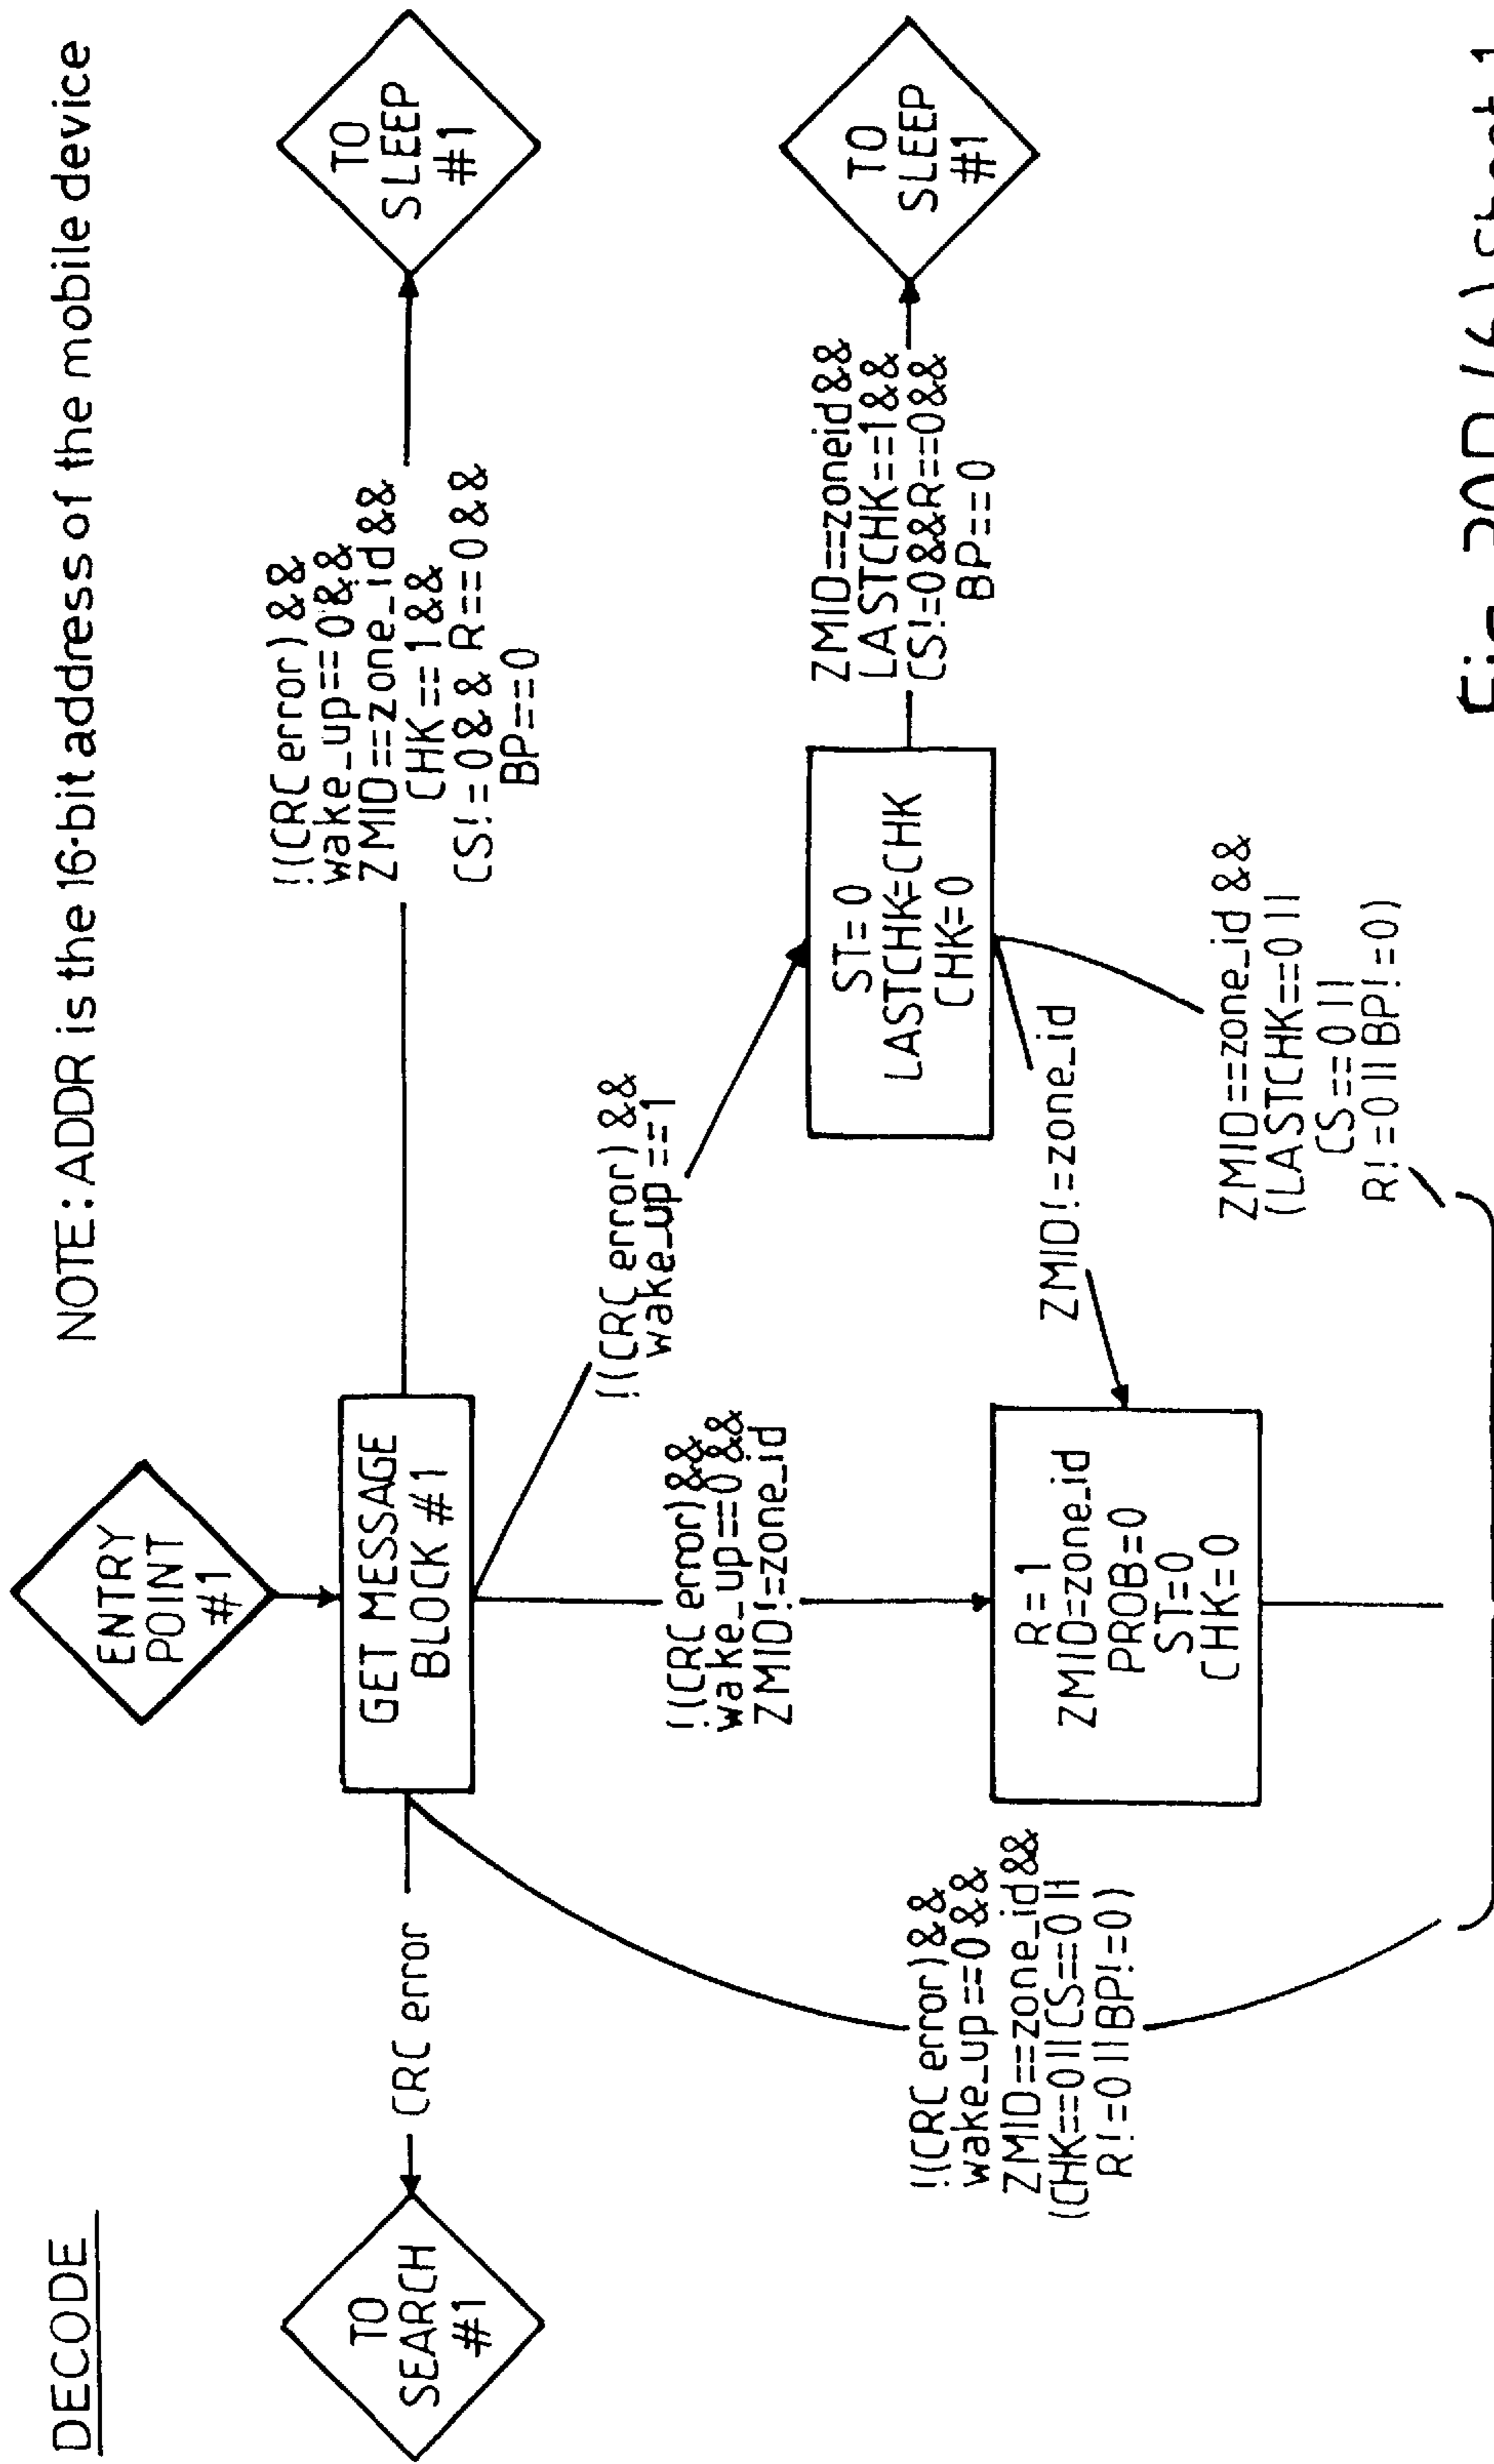 DECODE
NOTE: ADDR is the 16-bit address of the mobile device
ENTRY
POINT
#1
TO
SEARCH
#1
CRC error
GET MESSAGE
BLOCK #1
!(CRC error) &&
wake_up==0&&
ZMID==zone_id&&
CHK==1&&
CS!=0&& R==0&&
BP==0
TO
SLEEP
#1
!(CRC error) &&
wake_up==1
!(CRC error)&&
wake_up==0&&
ZMID!=zone_id
ST=0
LASTCHK=CHK
CHK=0
ZMID==zoneid&&
LASTCHK==1&&
CS!=0&&R==0&&
BP==0
TO
SLEEP
#1
!(CRC error)&&
wake_up==0&&
ZMID==zone_id&&
(CHK==0||CS==0||
R!=0||BP!=0)
R=1
ZMID=zone_id
PROB=0
ST=0
CHK=0
ZMID!=zone_id
ZMID==zone_id &&
(LASTCHK==0||
CS==0||
R!=0||BP!=0)